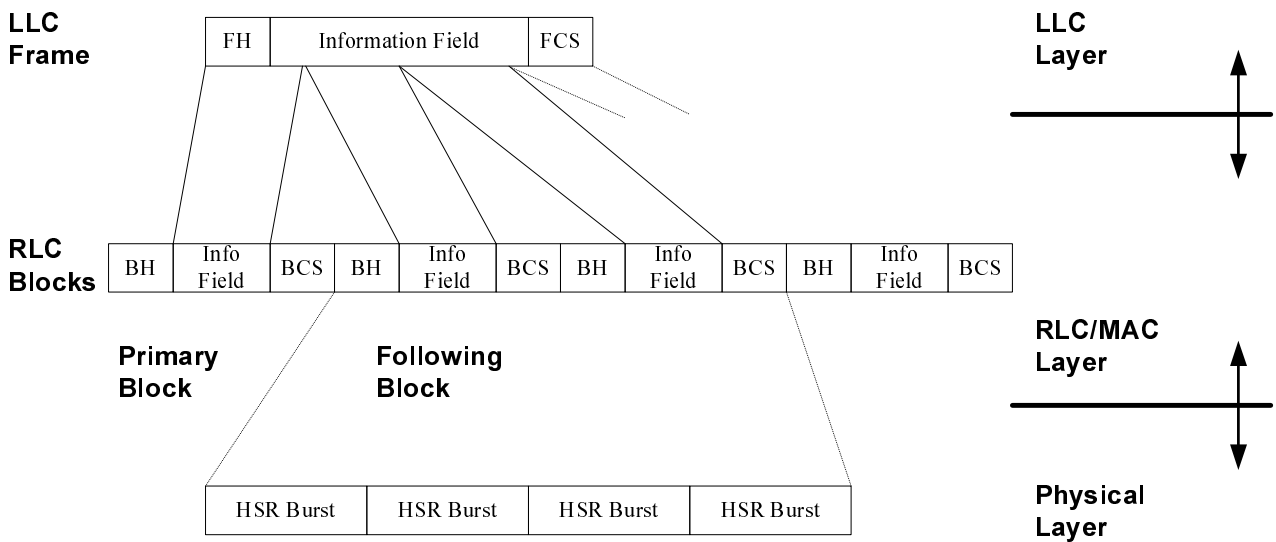 LLC
Frame
FH
Information Field
FCS
LLC
Layer
RLC
Blocks
BH
Info
Field
BCS
BH
Info
Field
BCS
BH
Info
Field
BCS
BH
Info
Field
BCS
Primary
Block
Following
Block
RLC/MAC
Layer
HSR Burst
HSR Burst
HSR Burst
HSR Burst
Physical
Layer